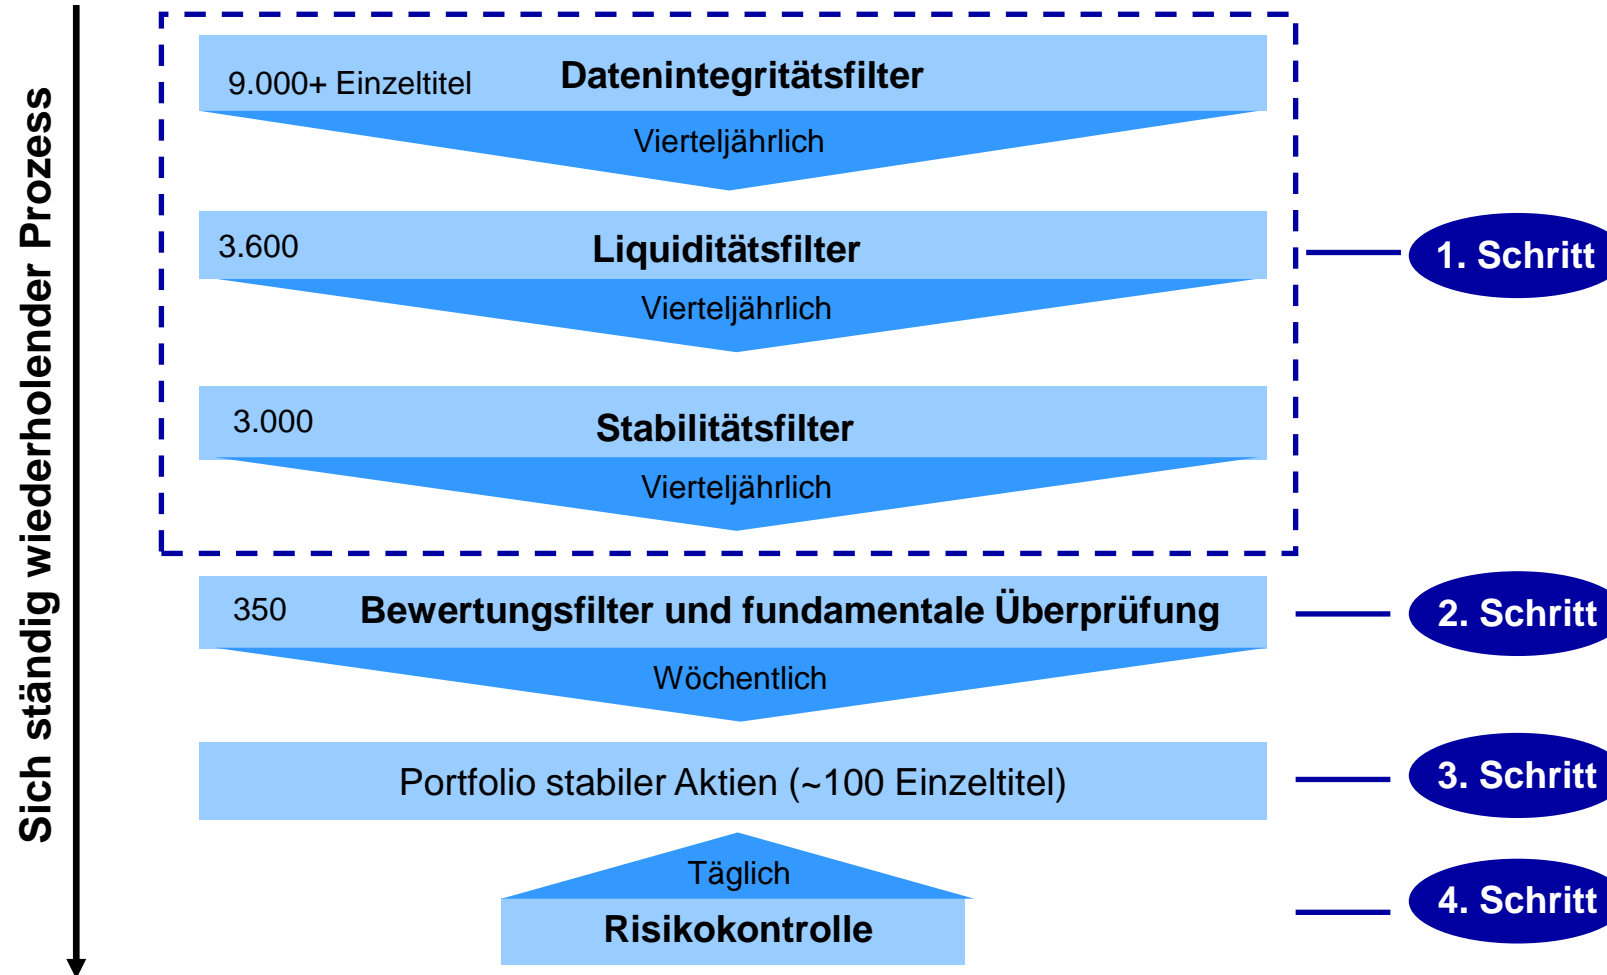 Sich ständig wiederholender Prozess
9.000+ Einzeltitel
Datenintegritätsfilter
Vierteljährlich
3.600
Liquiditätsfilter
Vierteljährlich
1. Schritt
3.000
Stabilitätsfilter
Vierteljährlich
350
Bewertungsfilter und fundamentale Überprüfung
2. Schritt
Wöchentlich
Portfolio stabiler Aktien (~100 Einzeltitel)
3. Schritt
Täglich
Risikokontrolle
4. Schritt